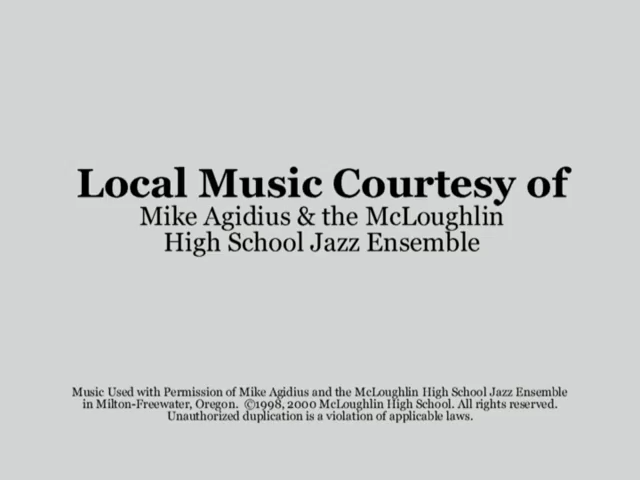 Local Music Courtesy of
Mike Agidius & the McLoughlin
High School Jazz Ensemble
Music Used with Permission of Mike Agidius and the McLoughlin High School Jazz Ensemble
in Milton-Freewater, Oregon. ©1998, 2000 McLoughlin High School. All rights reserved.
Unauthorized duplication is a violation of applicable laws.